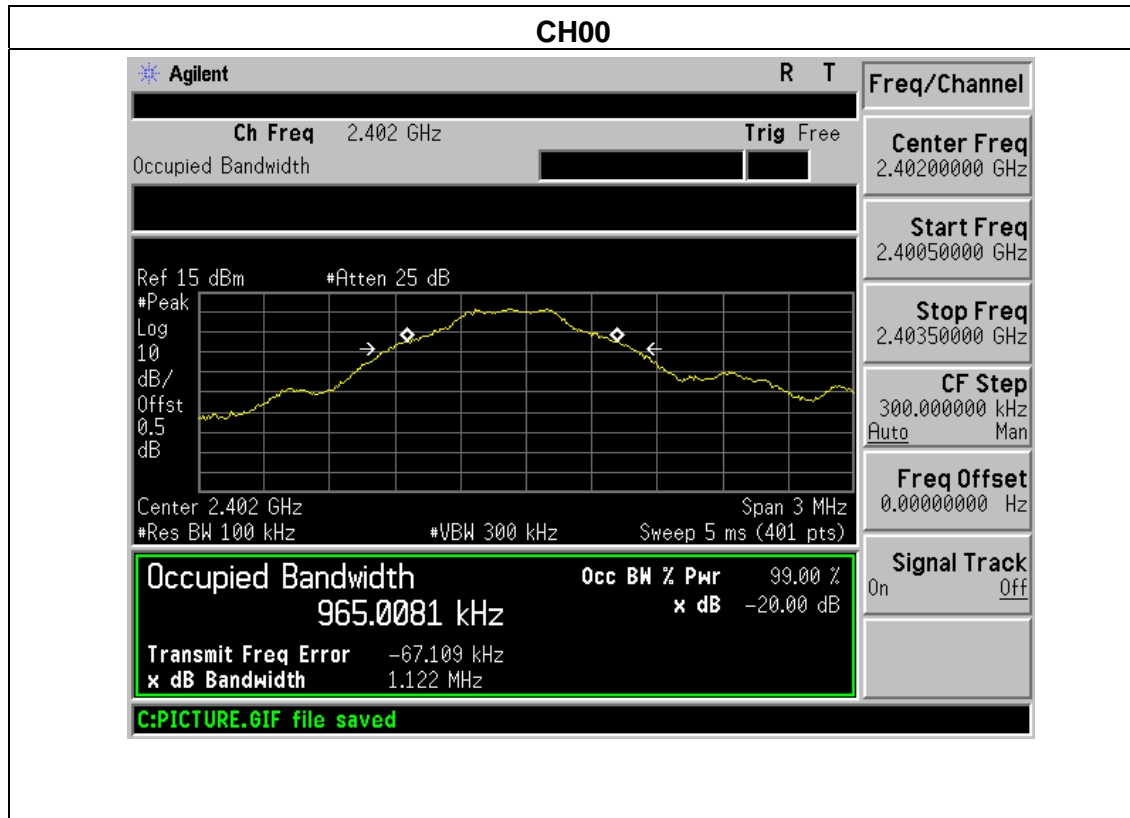 CH00
Agilent R T
Ch Freq 2.402 GHz Trig Free
Occupied Bandwidth
Ref 15 dBm #Atten 25 dB
#Peak
Log
10
dB/
Offst
0.5
dB
Center 2.402 GHz Span 3 MHz
#Res BW 100 kHz #VBW 300 kHz Sweep 5 ms (401 pts)
Occupied Bandwidth Occ BW % Pwr 99.00 %
965.0081 kHz x dB -20.00 dB
Transmit Freq Error -67.109 kHz
x dB Bandwidth 1.122 MHz
C:PICTURE.GIF file saved
Freq/Channel
Center Freq
2.40200000 GHz
Start Freq
2.40050000 GHz
Stop Freq
2.40350000 GHz
CF Step
300.000000 kHz
Auto Man
Freq Offset
0.00000000 Hz
Signal Track
On Off